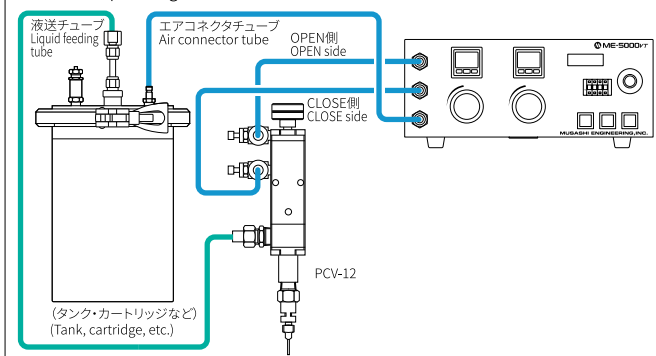 液送チューブ
Liquid feeding
tube
エアコネクタチューブ
Air connector tube
OPEN側
OPEN side
CLOSE側
CLOSE side
ME-5000VT
MUSASHI ENGINEERING, INC.
PCV-12
(タンク・カートリッジなど)
(Tank, cartridge, etc.)